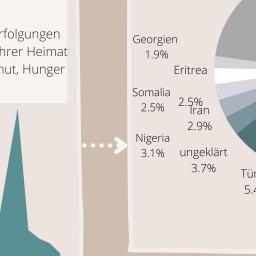 rfolgungen
hrer Heimat
nut, Hunger
Georgien
1.9%
Eritrea
2.5%
Somalia
2.5%
Iran
2.9%
Nigeria
3.1%
ungeklärt
3.7%
Tür
5.4